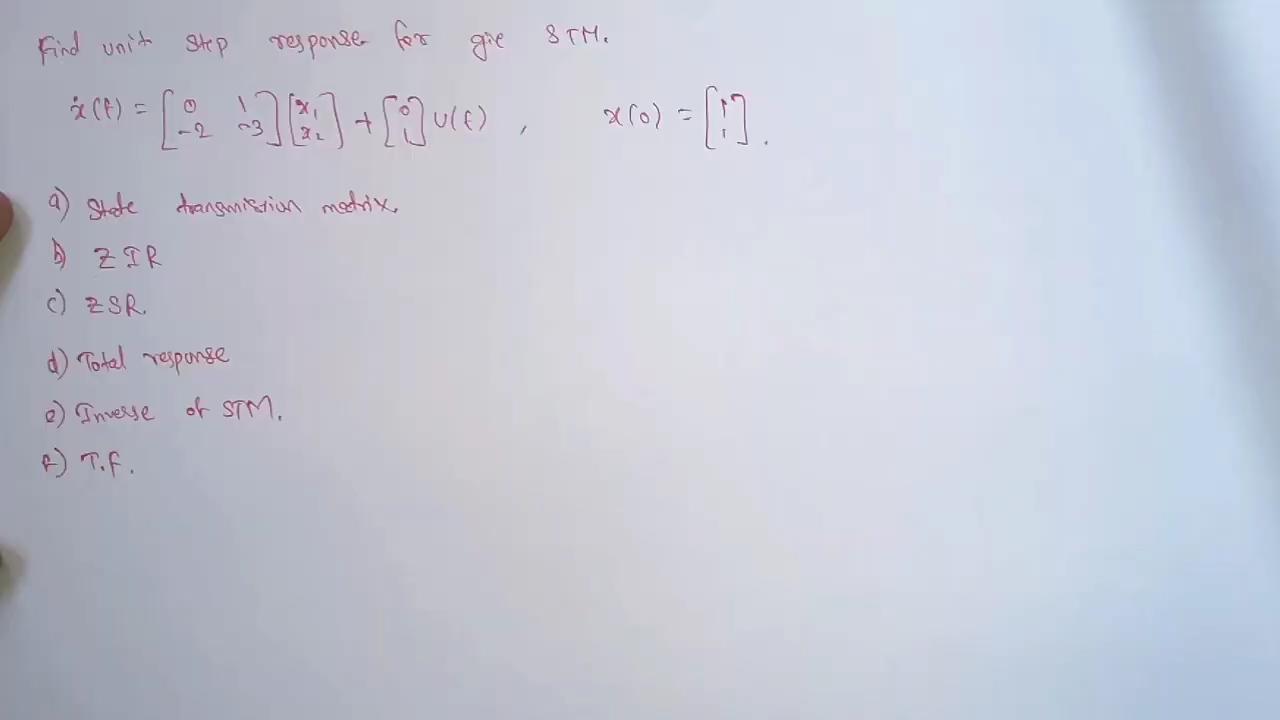 Find unit step response for gie STM.
ẋ(t) = [0 1; -2 -3] [x₁; x₂] + [0; 1] U(t) , x(0) = [1; 1].
a) State transmistion matrix.
b) ZIR
c) ZSR.
d) Total response
e) Inverse of STM.
f) T.F.